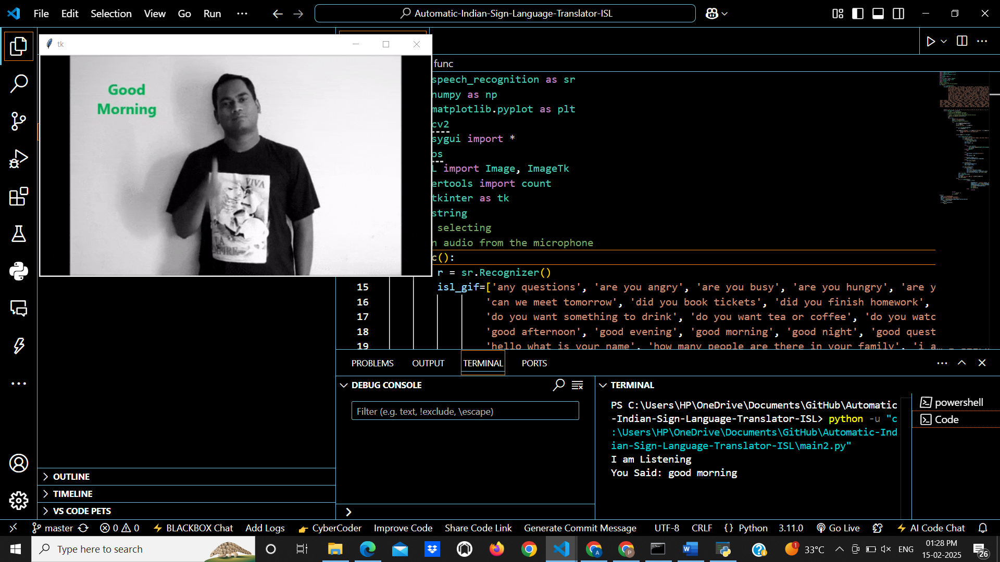 File Edit Selection View Go Run
Automatic-Indian-Sign-Language-Translator-ISL
tk
Good
Morning
VIVA
LA
func
speech_recognition as sr
numpy as np
matplotlib.pyplot as plt
cv2
sygui import *
os
L import Image, ImageTk
ertools import count
tkinter as tk
string
selecting
n audio from the microphone
c():
r = sr.Recognizer()
15 isl_gif=['any questions', 'are you angry', 'are you busy', 'are you hungry', 'are y
16 'can we meet tomorrow', 'did you book tickets', 'did you finish homework',
17 'do you want something to drink', 'do you want tea or coffee', 'do you watc
18 'good afternoon', 'good evening', 'good morning', 'good night', 'good quest
19 'hello what is your name', 'how many people are there in your family', 'i a
PROBLEMS OUTPUT TERMINAL PORTS
DEBUG CONSOLE
Filter (e.g. text, !exclude, \escape)
TERMINAL
PS C:\Users\HP\OneDrive\Documents\GitHub\Automatic
-Indian-Sign-Language-Translator-ISL> python -u "c
:\Users\HP\OneDrive\Documents\GitHub\Automatic-Ind
ian-Sign-Language-Translator-ISL\main2.py"
I am Listening
You Said: good morning
powershell
Code
OUTLINE
TIMELINE
VS CODE PETS
master 0 0 BLACKBOX Chat Add Logs CyberCoder Improve Code Share Code Link Generate Commit Message UTF-8 CRLF {} Python 3.11.0 Go Live AI Code Chat
Type here to search
33°C ENG
01:28 PM
15-02-2025
26